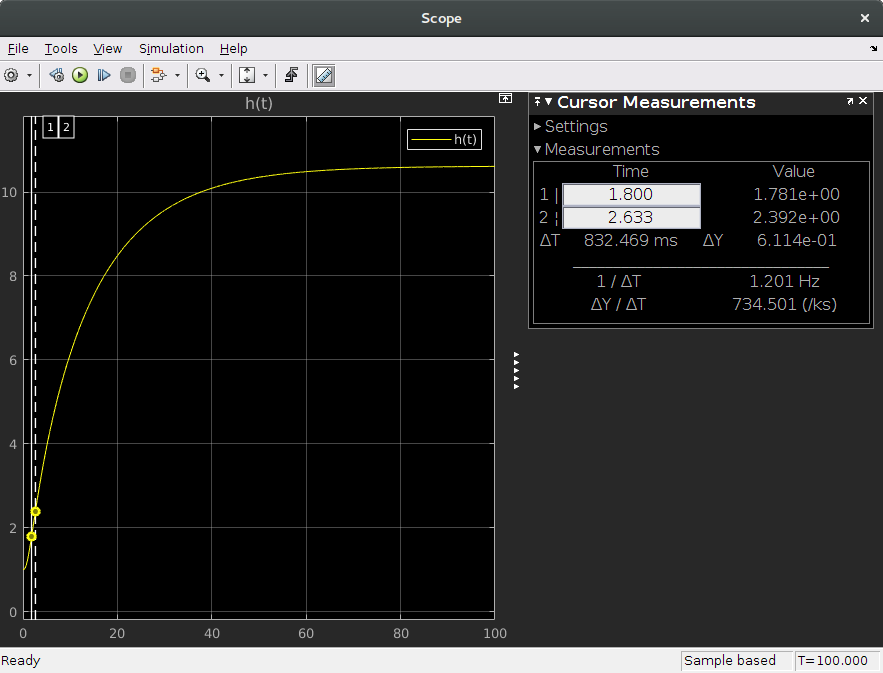 Scope
File Tools View Simulation Help
h(t)
1 2
h(t)
10
8
6
4
2
0
0 20 40 60 80 100
Cursor Measurements
Settings
Measurements
Time Value
1 | 1.800 1.781e+00
2 ¦ 2.633 2.392e+00
ΔT 832.469 ms ΔY 6.114e-01
1 / ΔT 1.201 Hz
ΔY / ΔT 734.501 (/ks)
Ready Sample based T=100.000